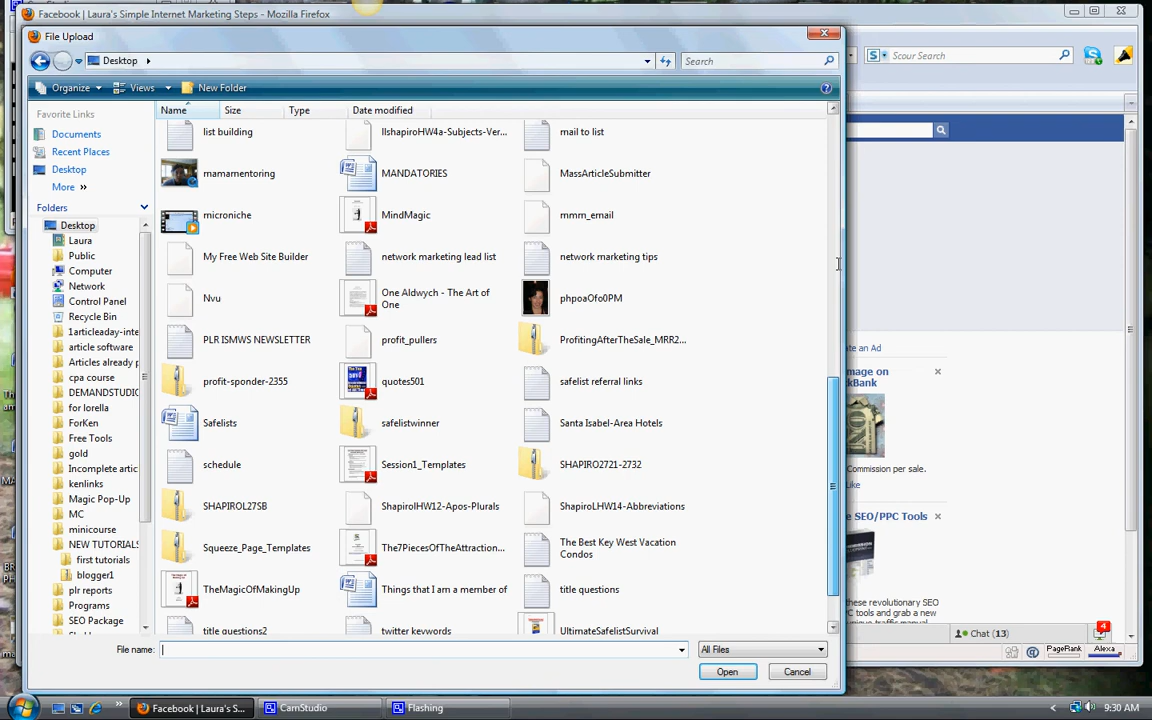 Facebook | Laura's Simple Internet Marketing Steps - Mozilla Firefox
File Upload
Desktop
Search
Scour Search
Organize
Views
New Folder
Favorite Links
Documents
Recent Places
Desktop
More »
Folders
Desktop
Laura
Public
Computer
Network
Control Panel
Recycle Bin
1articleaday-inte
article software
Articles already p
cpa course
DEMANDSTUDIC
for lorella
ForKen
Free Tools
gold
Incomplete artic
kenlinks
Magic Pop-Up
MC
minicourse
NEW TUTORIALS
first tutorials
blogger1
plr reports
Programs
SEO Package
Name Size Type Date modified
list building
IlshapiroHW4a-Subjects-Ver...
mail to list
mamamentoring
MANDATORIES
MassArticleSubmitter
microniche
MindMagic
mmm_email
My Free Web Site Builder
network marketing lead list
network marketing tips
Nvu
One Aldwych - The Art of
One
phpoaOfo0PM
PLR ISMWS NEWSLETTER
profit_pullers
ProfitingAfterTheSale_MRR2...
profit-sponder-2355
quotes501
safelist referral links
Safelists
safelistwinner
Santa Isabel-Area Hotels
schedule
Session1_Templates
SHAPIRO2721-2732
SHAPIROL27SB
ShapiroHW12-Apos-Plurals
ShapiroLHW14-Abbreviations
Squeeze_Page_Templates
The7PiecesOfTheAttraction...
The Best Key West Vacation
Condos
TheMagicOfMakingUp
Things that I am a member of
title questions
title questions2
twitter keywords
UltimateSafelistSurvival
File name:
All Files
Open
Cancel
ate an Ad
mage on
kBank
Commission per sale.
ike
e SEO/PPC Tools
these revolutionary SEO
PC tools and grab a new
Chat (13)
4
PageRank
Alexa
Facebook | Laura's S...
CamStudio
Flashing
9:30 AM